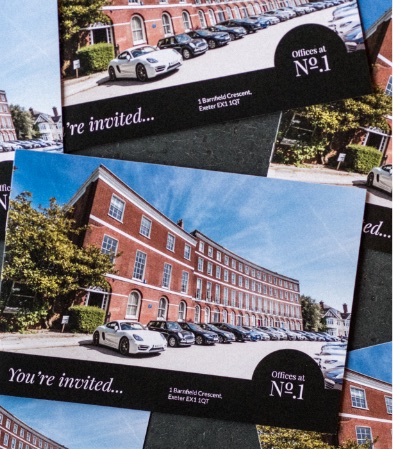 Offices at
Nº.1
're invited...
1 Barnfield Crescent,
Exeter EX1 1QT
ffic
N
ed...
You're invited...
1 Barnfield Crescent,
Exeter EX1 1QT
Offices at
Nº.1